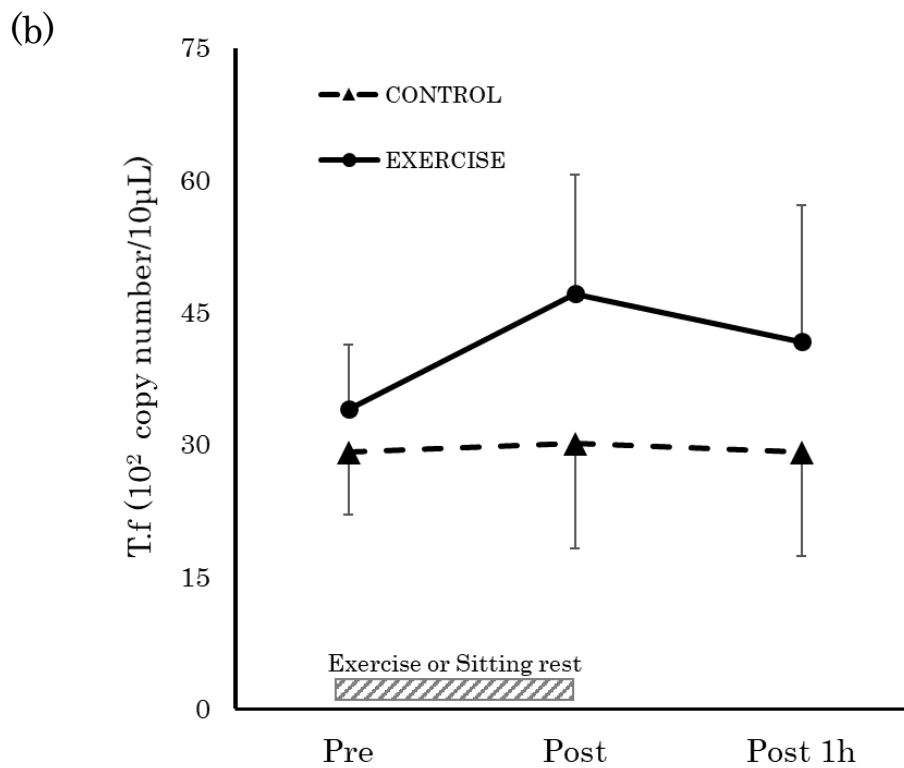 (b)
75
CONTROL
EXERCISE
60
45
30
15
0
T.f (10² copy number/10µL)
Exercise or Sitting rest
Pre Post Post 1h